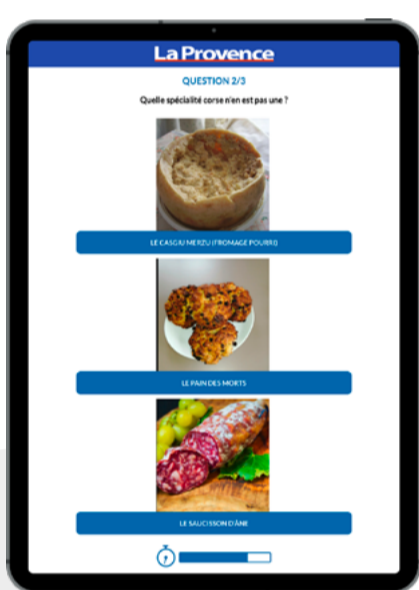 La Provence
QUESTION 2/3
Quelle spécialité corse n'en est pas une ?
LE CASGIU MERZU (FROMAGE POURRI)
LE PAIN DES MORTS
LE SAUCISSON D'ÂNE